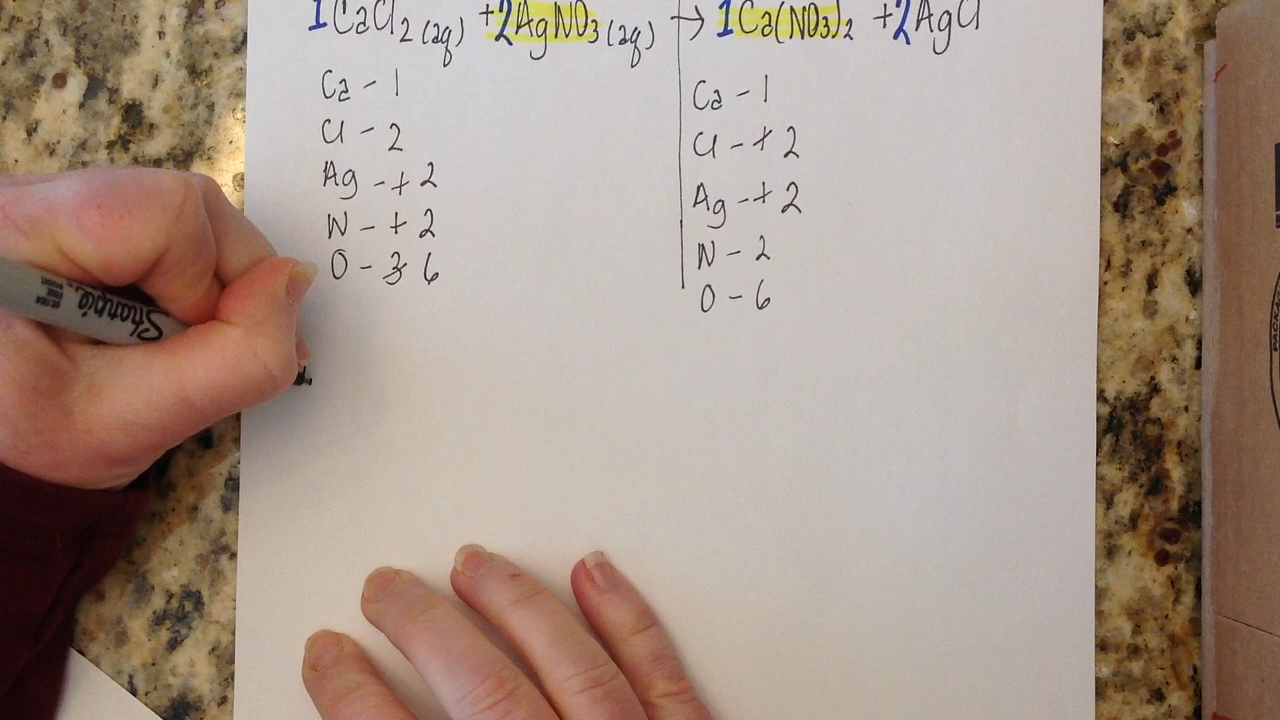 1CaCl2(aq) + 2AgNO3(aq) → 1Ca(NO3)2 + 2AgCl
Ca - 1
Cl - 2
Ag - 1 2
N - 1 2
O - 3 6
Ca - 1
Cl - 1 2
Ag - 1 2
N - 2
O - 6
Sharpie